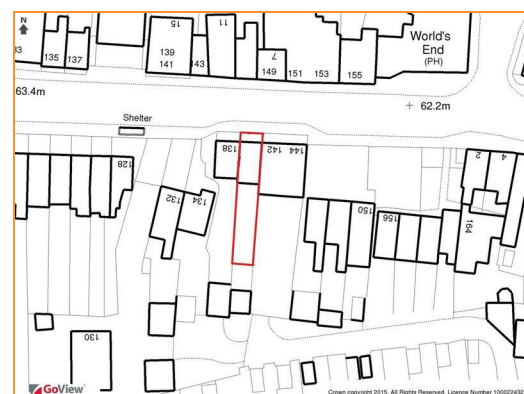 N
15
11
World's
End
(PH)
33
135
137
139
141
143
7
149
151
153
155
63.4m
62.2m
Shelter
128
138
142
144
2
4
132
134
150
156
164
130
GoView
Crown copyright 2015. All Rights Reserved. Licence Number 100022432